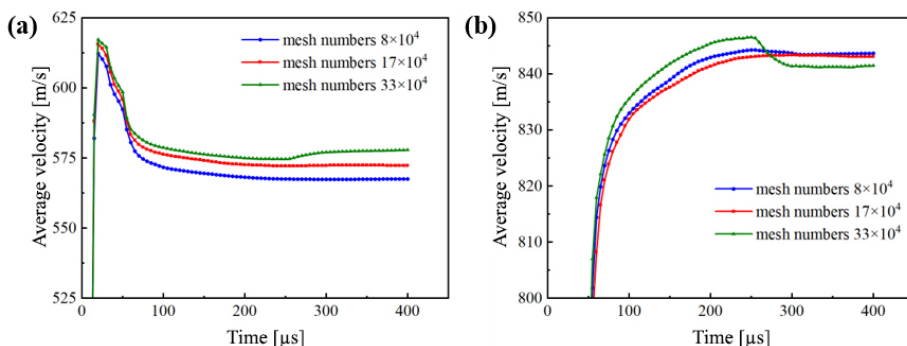 (a)
625
600
575
550
525
Average velocity [m/s]
mesh numbers 8×10⁴
mesh numbers 17×10⁴
mesh numbers 33×10⁴
0
100
200
300
400
Time [μs]
(b)
850
840
830
820
810
800
Average velocity [m/s]
mesh numbers 8×10⁴
mesh numbers 17×10⁴
mesh numbers 33×10⁴
0
100
200
300
400
Time [μs]